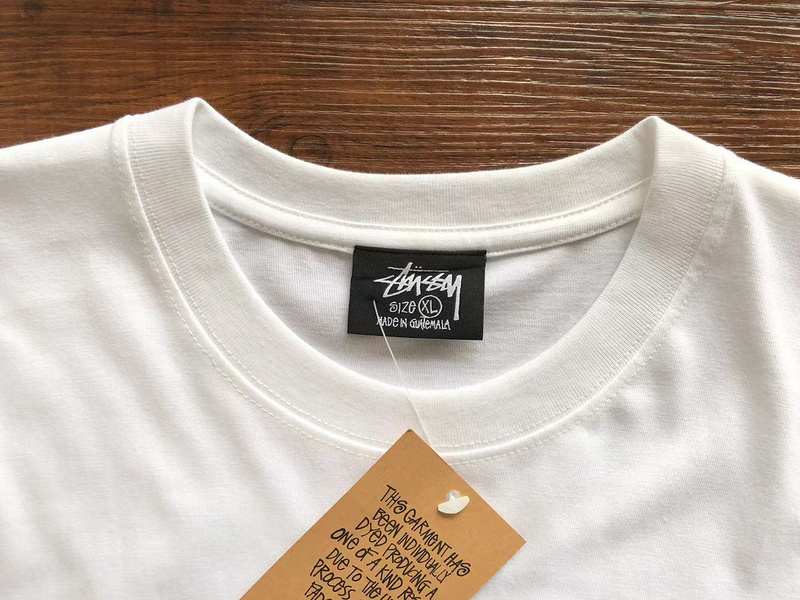 Stüssy
SIZE XL
MADE IN GUATEMALA
THIS GARMENT HAS
BEEN INDIVIDUALLY
DYED PRODUCING A
ONE OF A KIND
DUE TO THE
PROCESS